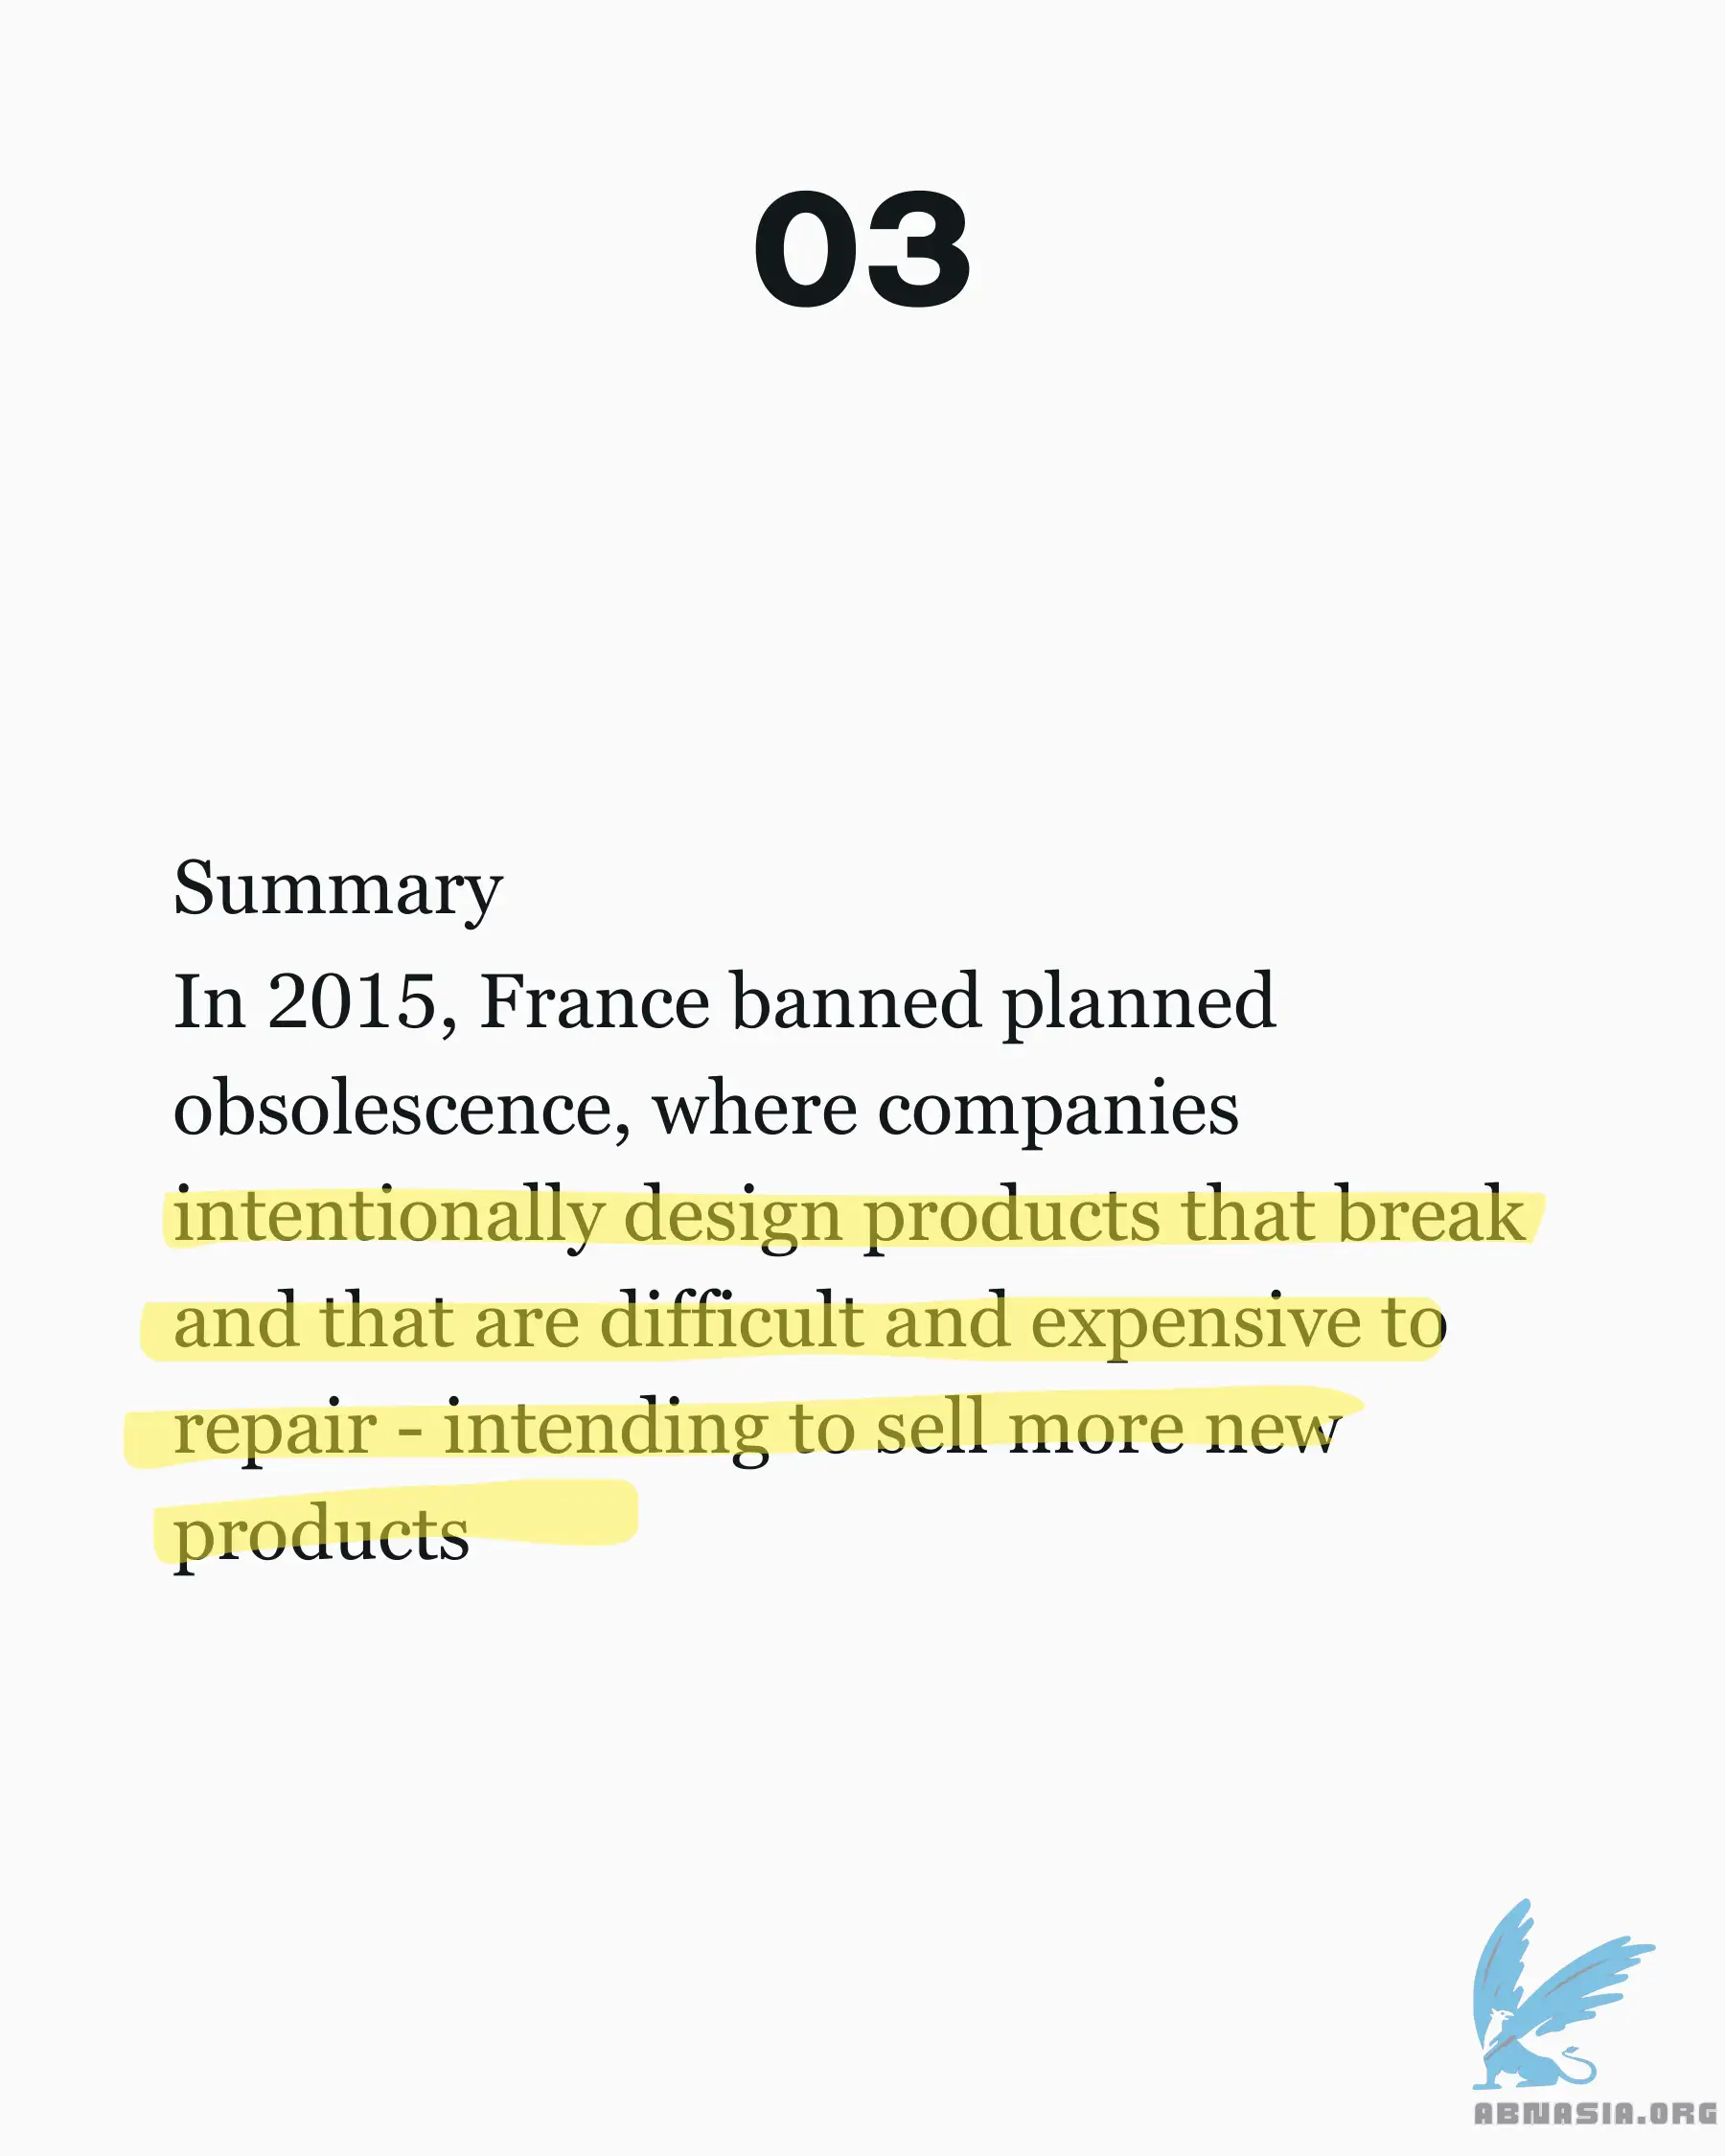 03
Summary
In 2015, France banned planned
obsolescence, where companies
intentionally design products that break
and that are difficult and expensive to
repair - intending to sell more new
products
ABNASIA.ORG